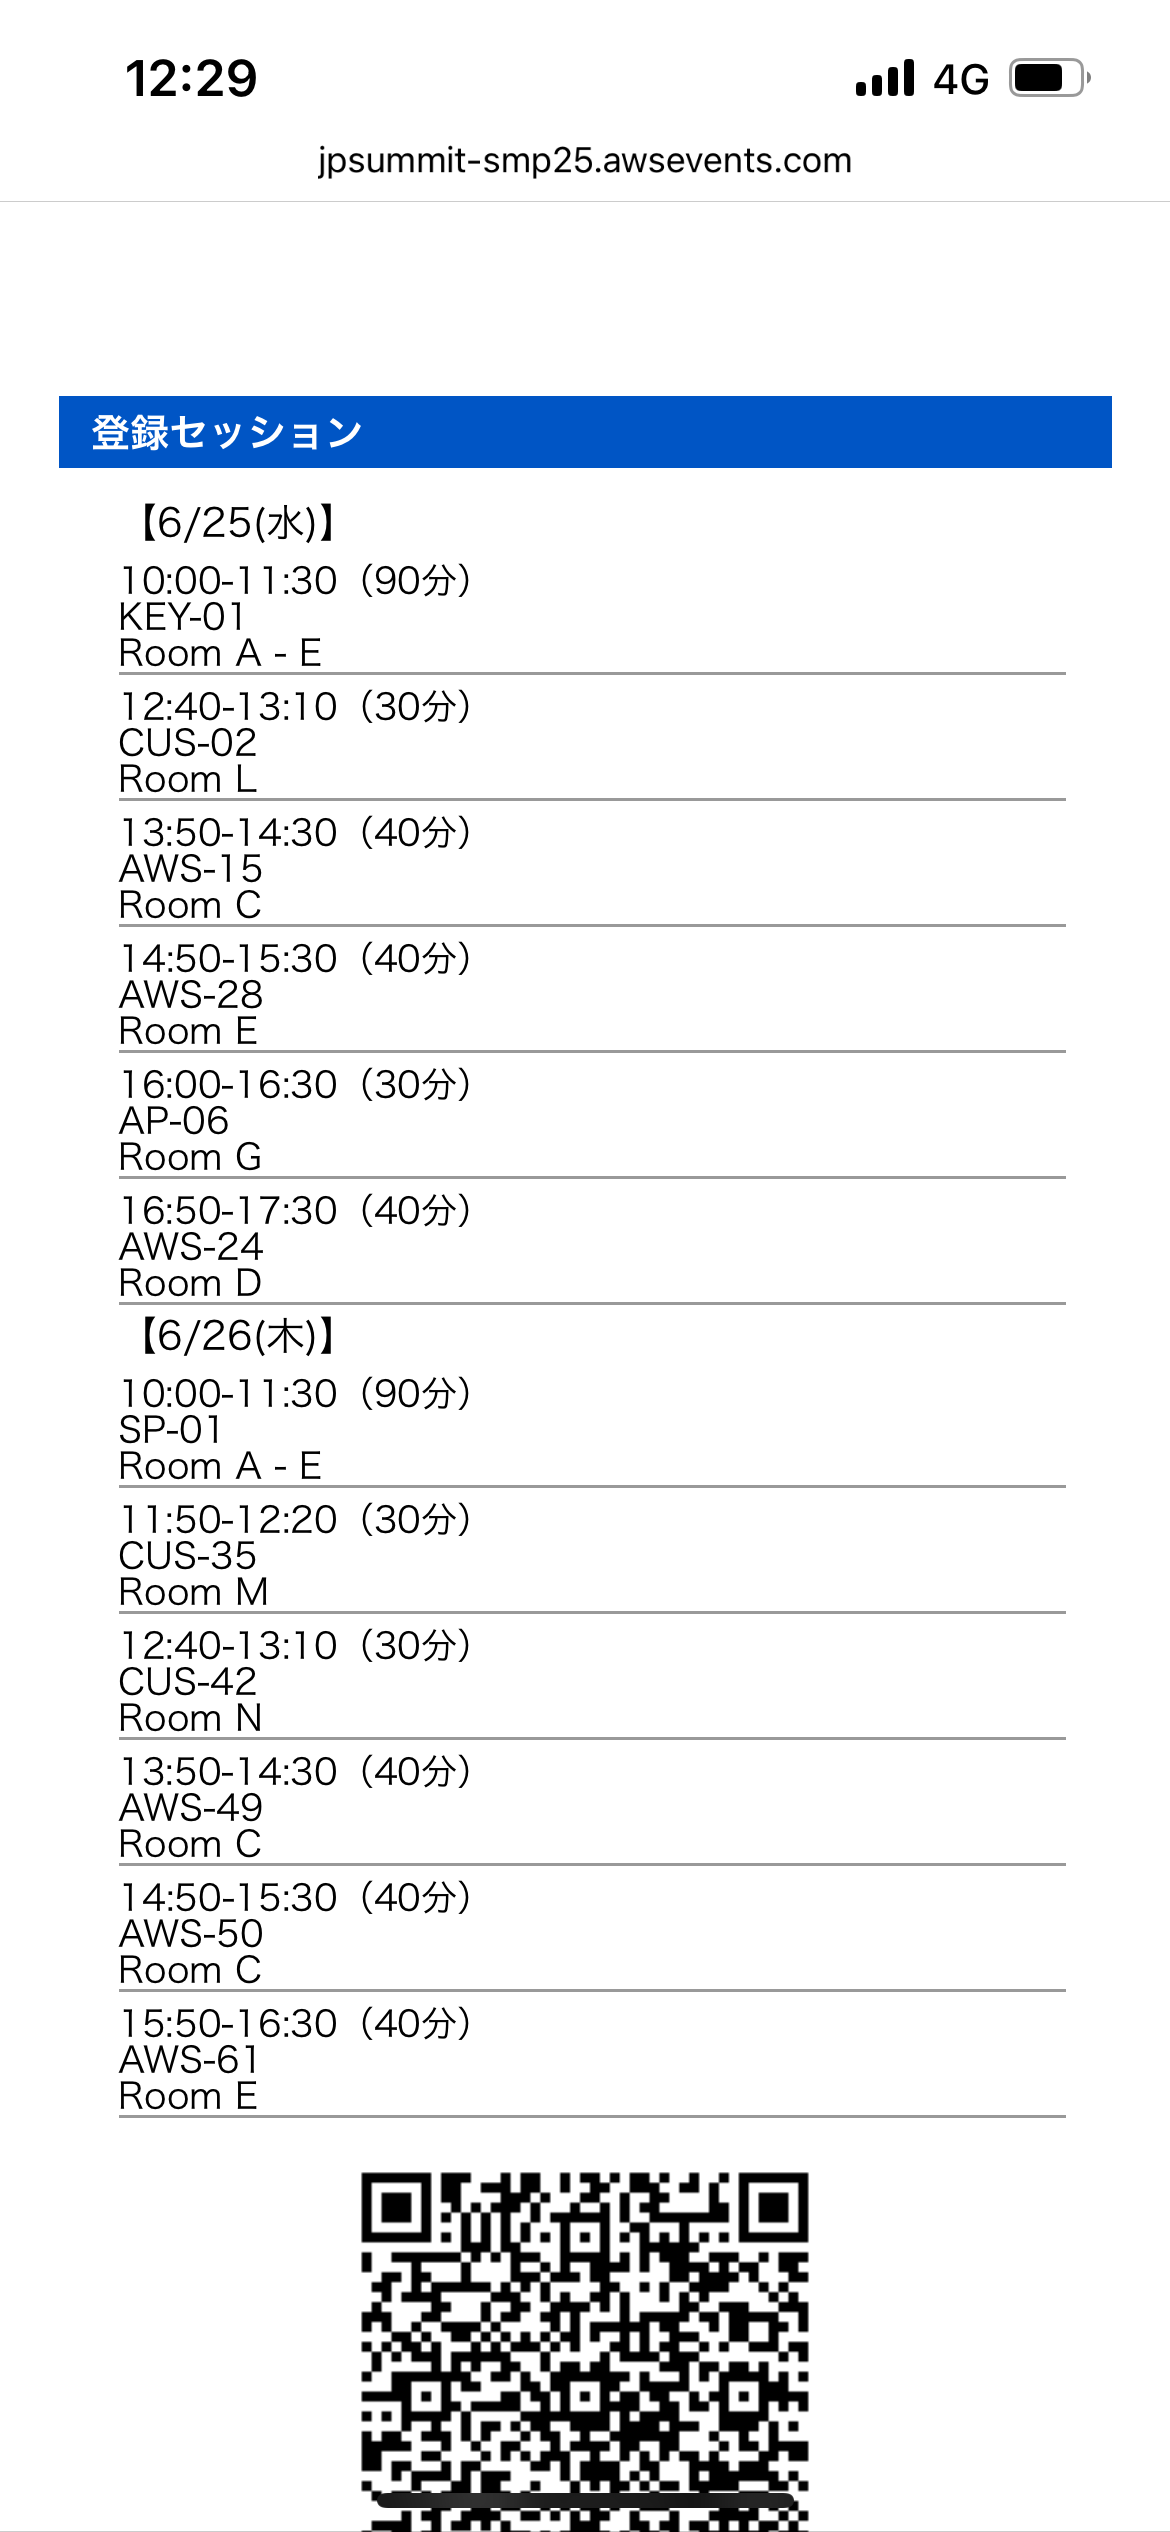 12:29
4G
jpsummit-smp25.awsevents.com
登録セッション
【6/25(水)】
10:00-11:30（90分）
KEY-01
Room A - E
12:40-13:10（30分）
CUS-02
Room L
13:50-14:30（40分）
AWS-15
Room C
14:50-15:30（40分）
AWS-28
Room E
16:00-16:30（30分）
AP-06
Room G
16:50-17:30（40分）
AWS-24
Room D
【6/26(木)】
10:00-11:30（90分）
SP-01
Room A - E
11:50-12:20（30分）
CUS-35
Room M
12:40-13:10（30分）
CUS-42
Room N
13:50-14:30（40分）
AWS-49
Room C
14:50-15:30（40分）
AWS-50
Room C
15:50-16:30（40分）
AWS-61
Room E